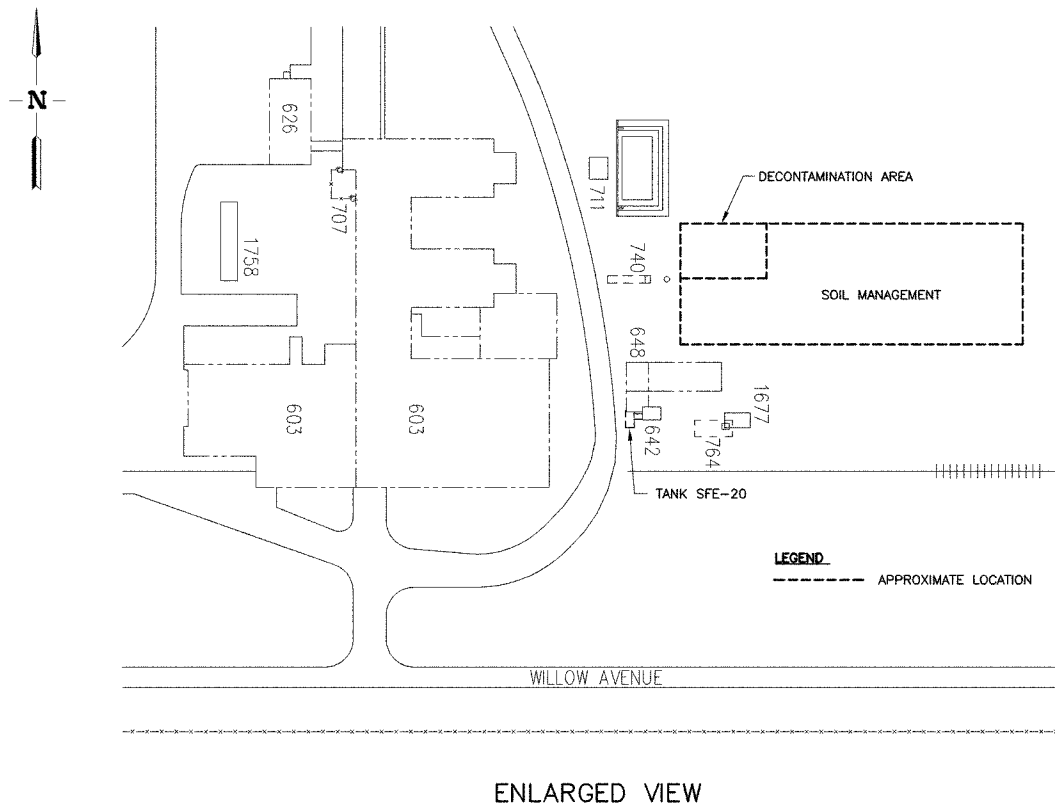 N
626
711
DECONTAMINATION AREA
707
1758
740
SOIL MANAGEMENT
648
1677
603
603
642
764
TANK SFE-20
LEGEND
APPROXIMATE LOCATION
WILLOW AVENUE
ENLARGED VIEW